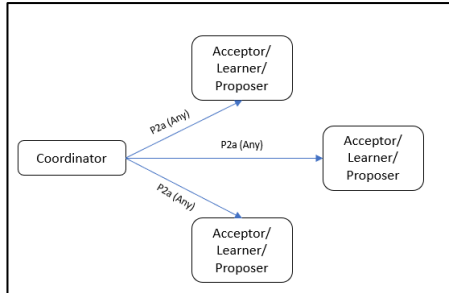 Acceptor/
Learner/
Proposer
P2a (Any)
Coordinator
P2a (Any)
Acceptor/
Learner/
Proposer
P2a (Any)
Acceptor/
Learner/
Proposer